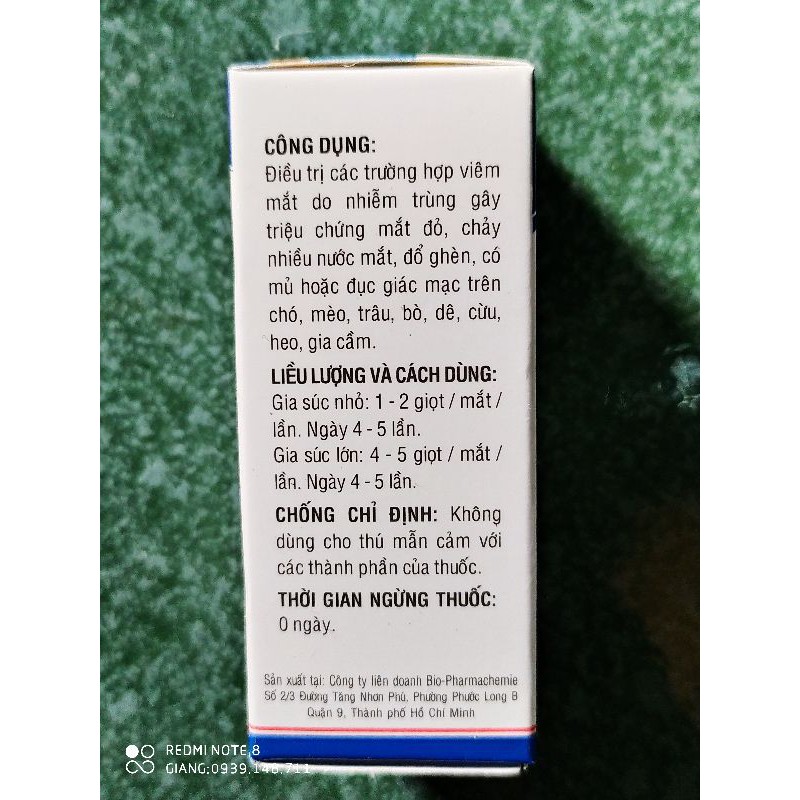 CÔNG DỤNG:
Điều trị các trường hợp viêm
mắt do nhiễm trùng gây
triệu chứng mắt đỏ, chảy
nhiều nước mắt, đổ ghèn, có
mủ hoặc đục giác mạc trên
chó, mèo, trâu, bò, dê, cừu,
heo, gia cầm.
LIỀU LƯỢNG VÀ CÁCH DÙNG:
Gia súc nhỏ: 1 - 2 giọt / mắt /
lần. Ngày 4 - 5 lần.
Gia súc lớn: 4 - 5 giọt / mắt /
lần. Ngày 4 - 5 lần.
CHỐNG CHỈ ĐỊNH: Không
dùng cho thú mẫn cảm với
các thành phần của thuốc.
THỜI GIAN NGỪNG THUỐC:
0 ngày.
Sản xuất tại: Công ty liên doanh Bio-Pharmachemie
Số 2/3 Đường Tăng Nhơn Phú, Phường Phước Long B
Quận 9, Thành phố Hồ Chí Minh
REDMI NOTE 8
GIANG:0939.146.711